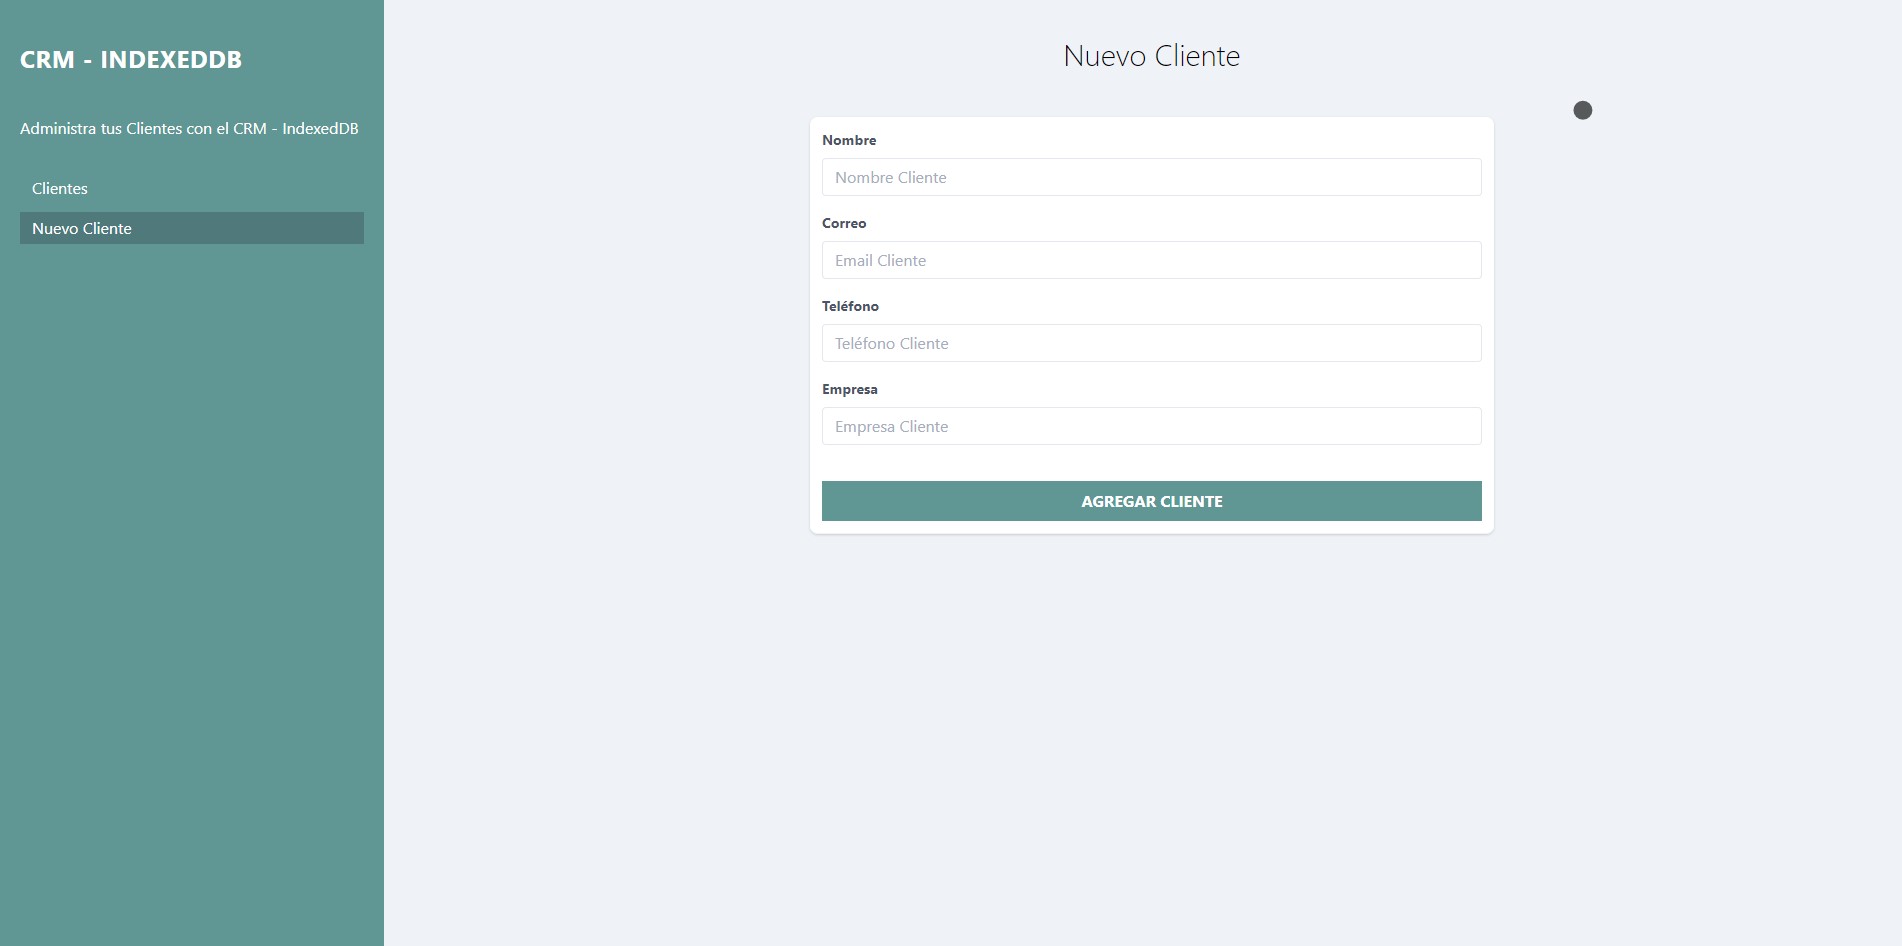 CRM - INDEXEDDB
Administra tus Clientes con el CRM - IndexedDB
Clientes
Nuevo Cliente
Nuevo Cliente
Nombre
Nombre Cliente
Correo
Email Cliente
Teléfono
Teléfono Cliente
Empresa
Empresa Cliente
AGREGAR CLIENTE